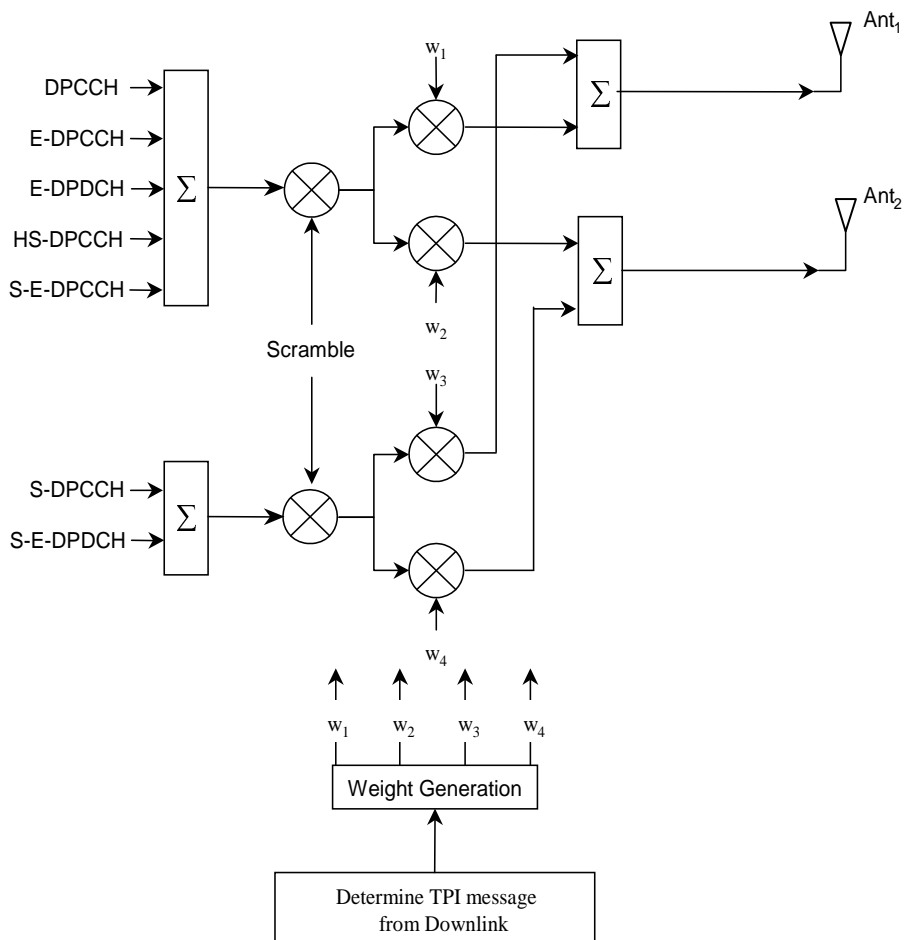 Ant1
w1
DPCCH
∑
E-DPCCH
E-DPDCH
∑
HS-DPCCH
Ant2
S-E-DPCCH
∑
w2
Scramble
w3
S-DPCCH
∑
S-E-DPDCH
w4
w1 w2 w3 w4
Weight Generation
Determine TPI message
from Downlink